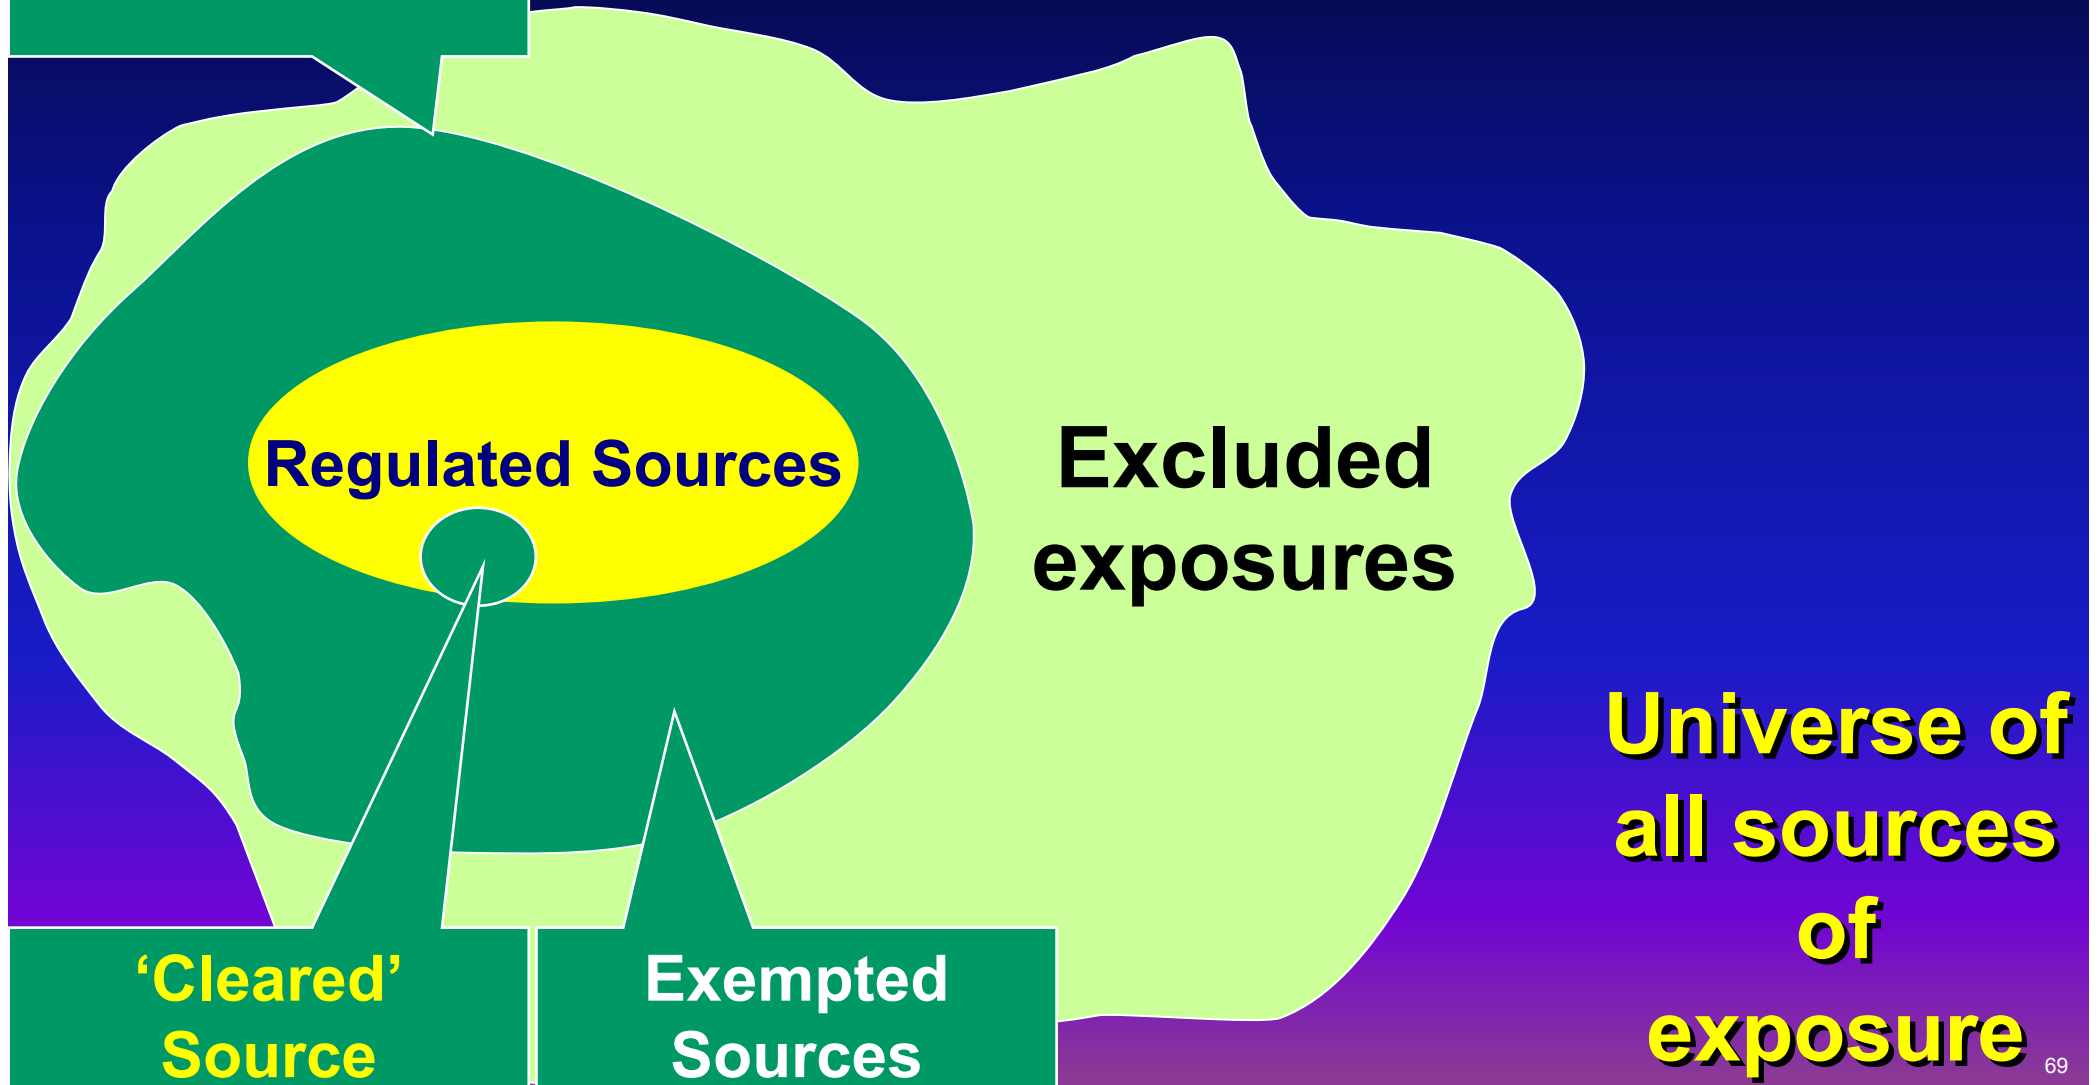 Regulated Sources
Excluded
exposures
Universe of
all sources
of
exposure
‘Cleared’
Source
Exempted
Sources
69